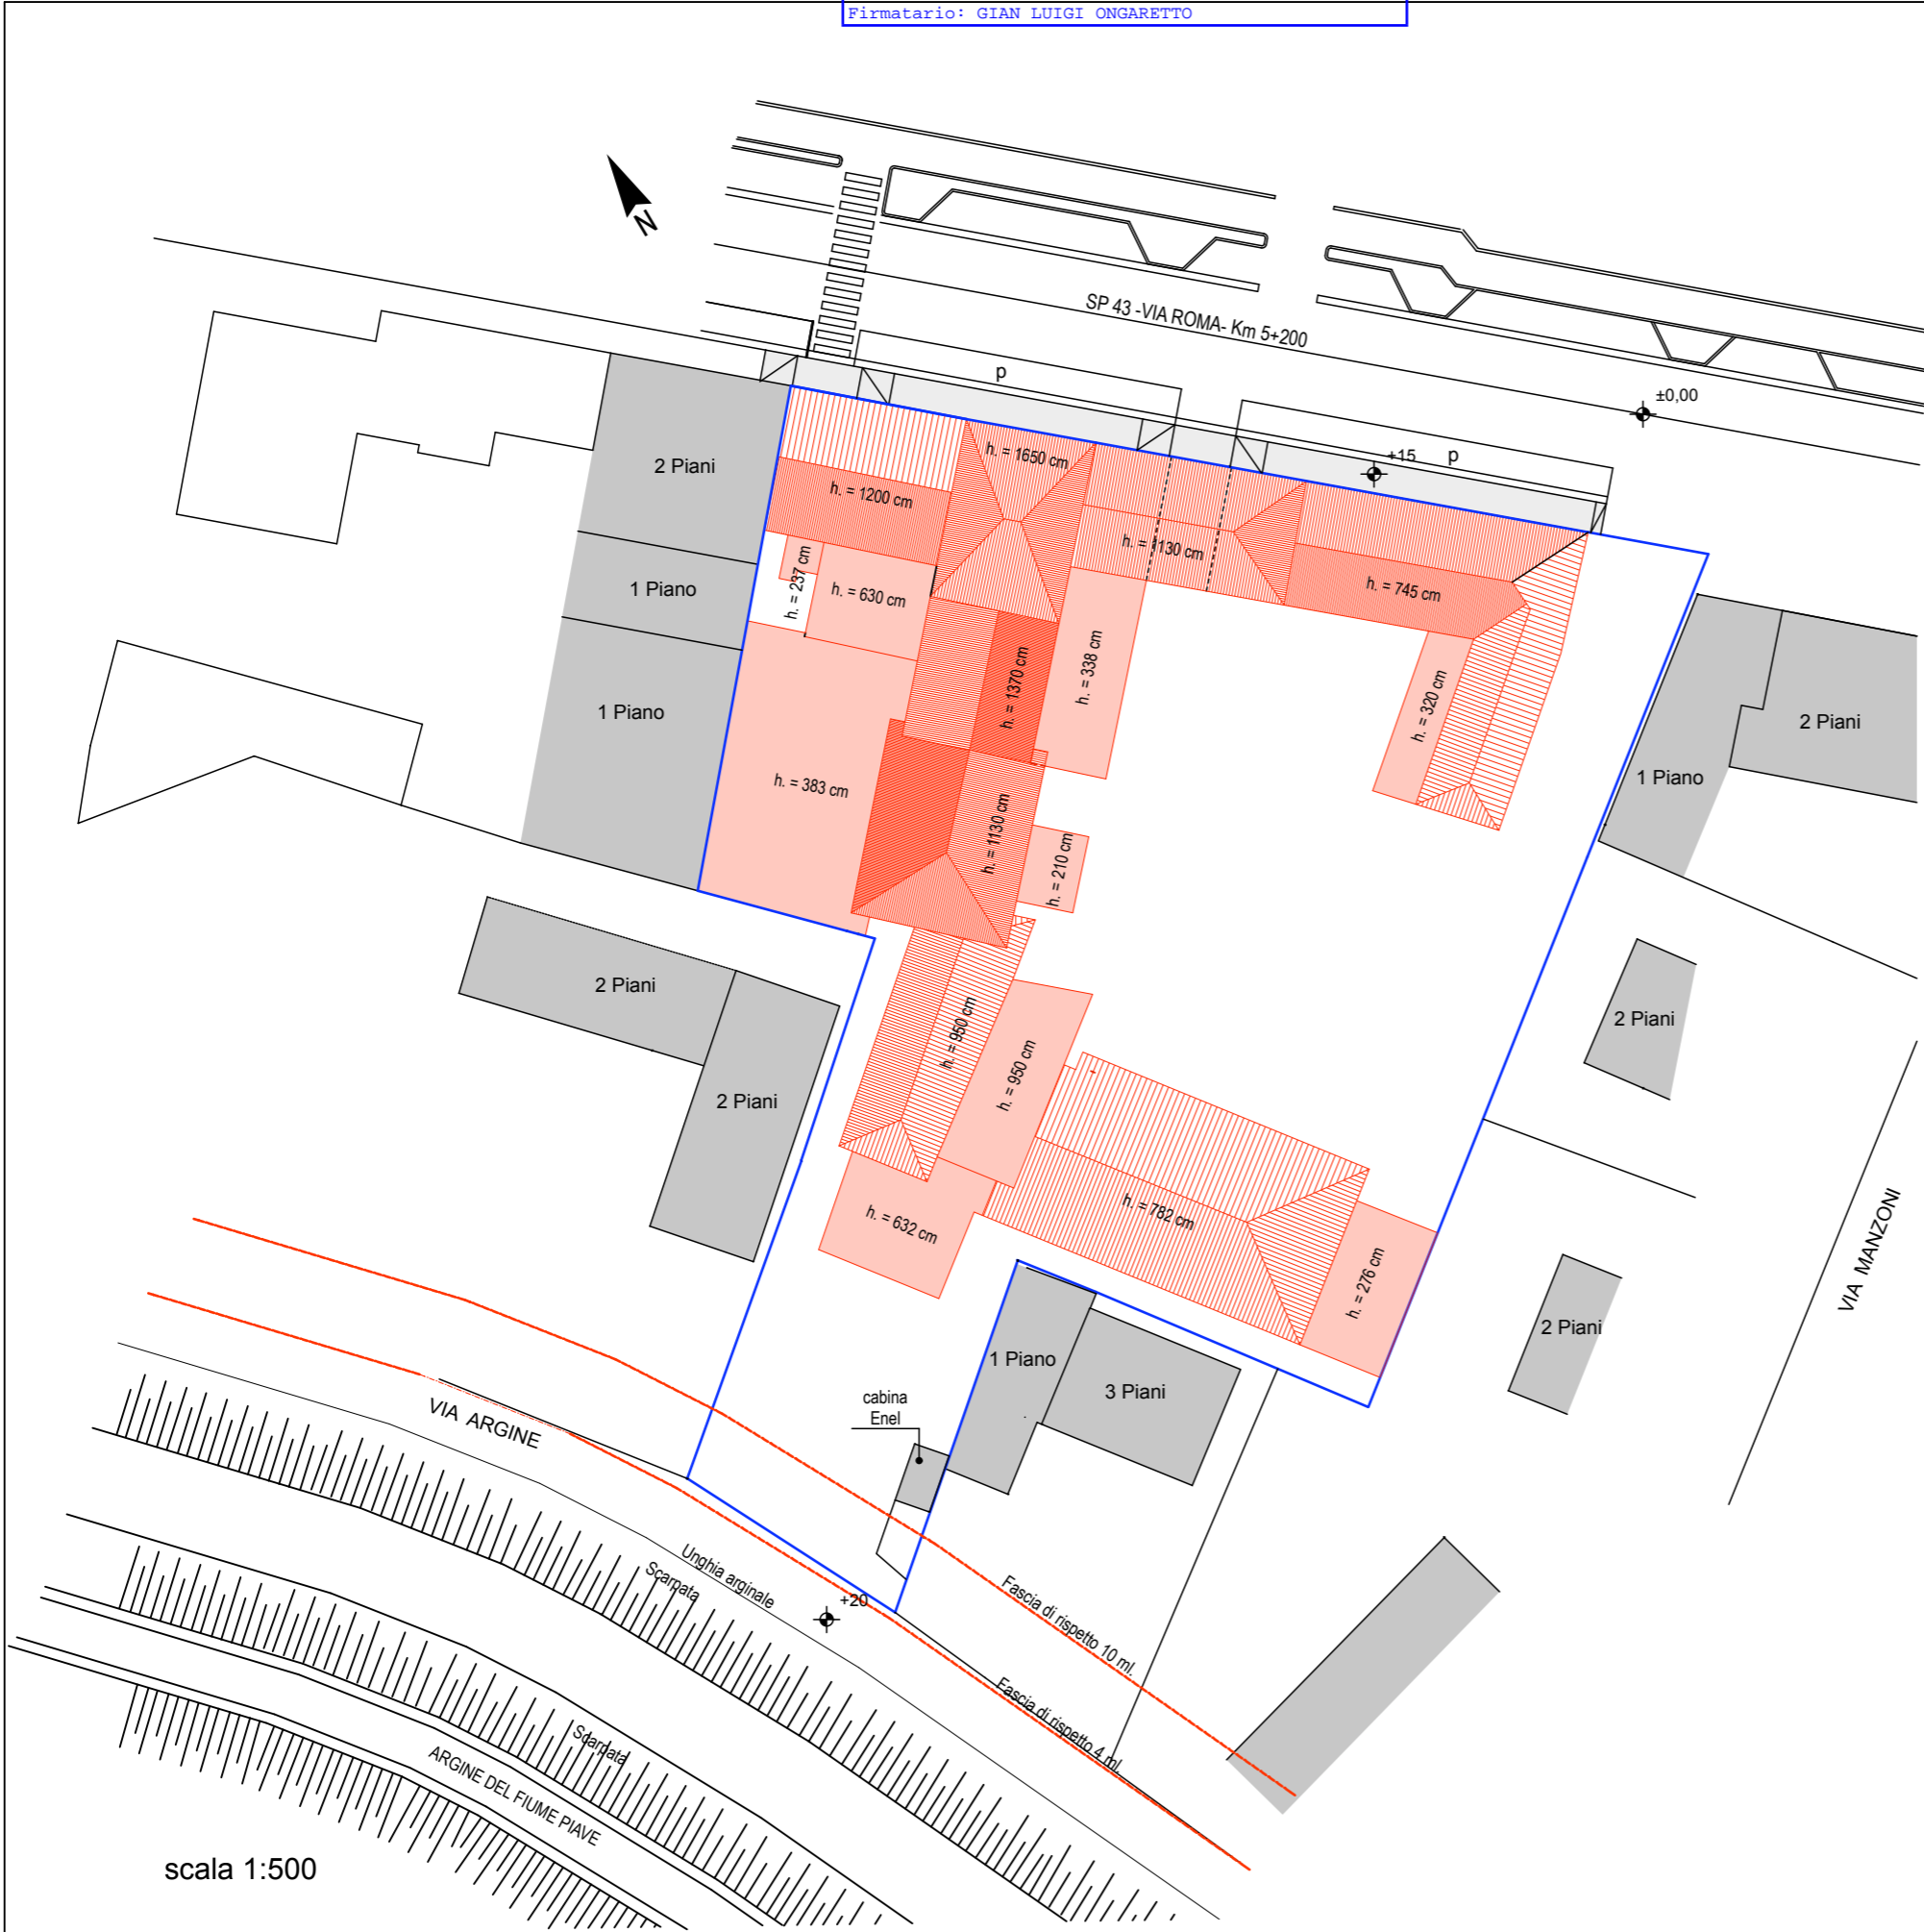 Firmatario: GIAN LUIGI ONGARETTO
N
SP 43 -VIA ROMA- Km 5+200
p
±0,00
+15
p
2 Piani
h. = 1650 cm
h. = 1200 cm
h. = 1130 cm
h. = 237 cm
h. = 630 cm
h. = 745 cm
1 Piano
h. = 1370 cm
h. = 338 cm
h. = 320 cm
1 Piano
2 Piani
1 Piano
h. = 383 cm
h. = 1130 cm
h. = 210 cm
2 Piani
2 Piani
h. = 950 cm
h. = 950 cm
2 Piani
h. = 632 cm
h. = 782 cm
h. = 276 cm
VIA MANZONI
2 Piani
1 Piano
3 Piani
cabina
Enel
VIA ARGINE
Unghia arginale
Scarpata
+20
Fascia di rispetto 10 ml.
Fascia di rispetto 4 ml.
Scarpata
ARGINE DEL FIUME PIAVE
scala 1:500